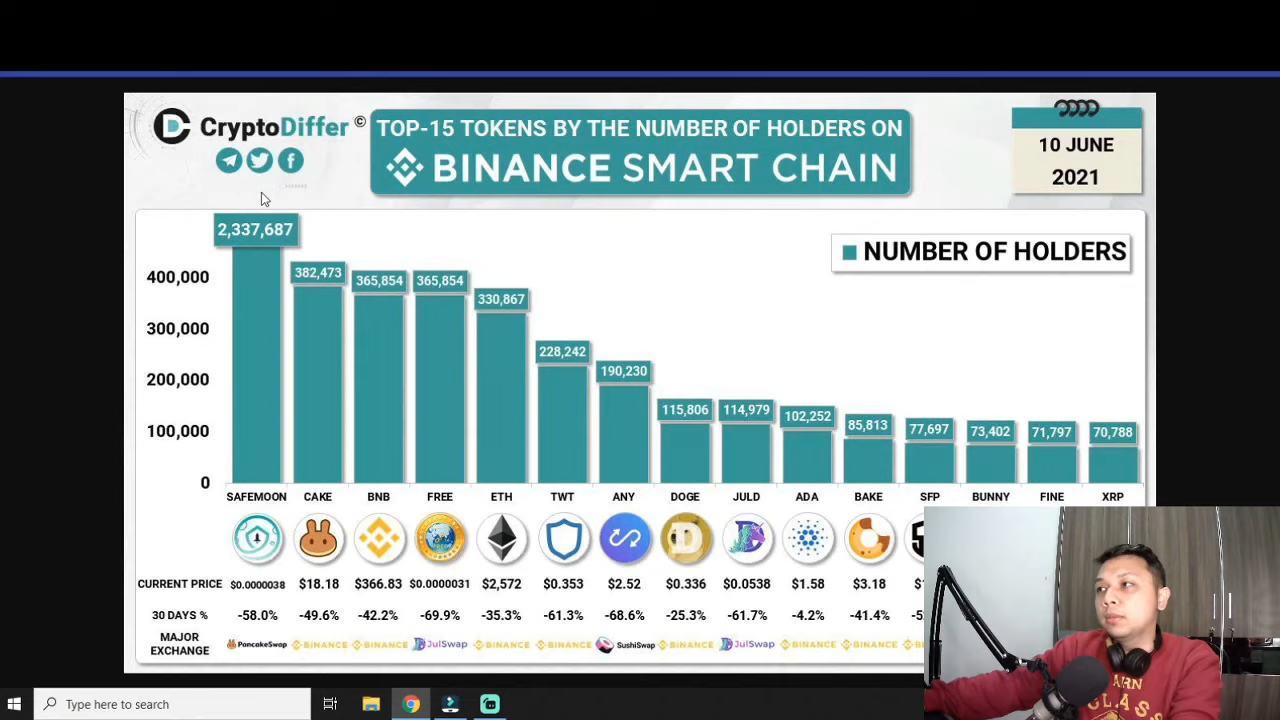 CryptoDiffer ©
TOP-15 TOKENS BY THE NUMBER OF HOLDERS ON
BINANCE SMART CHAIN
10 JUNE
2021
NUMBER OF HOLDERS
2,337,687
382,473
365,854
365,854
330,867
228,242
190,230
115,806
114,979
102,252
85,813
77,697
73,402
71,797
70,788
400,000
300,000
200,000
100,000
0
SAFEMOON CAKE BNB FREE ETH TWT ANY DOGE JULD ADA BAKE SFP BUNNY FINE XRP
CURRENT PRICE $0.0000038 $18.18 $366.83 $0.0000031 $2,572 $0.353 $2.52 $0.336 $0.0538 $1.58 $3.18
30 DAYS % -58.0% -49.6% -42.2% -69.9% -35.3% -61.3% -68.6% -25.3% -61.7% -4.2% -41.4%
MAJOR
EXCHANGE
PancakeSwap BINANCE BINANCE JulSwap BINANCE BINANCE SushiSwap BINANCE JulSwap BINANCE BINANCE
Type here to search